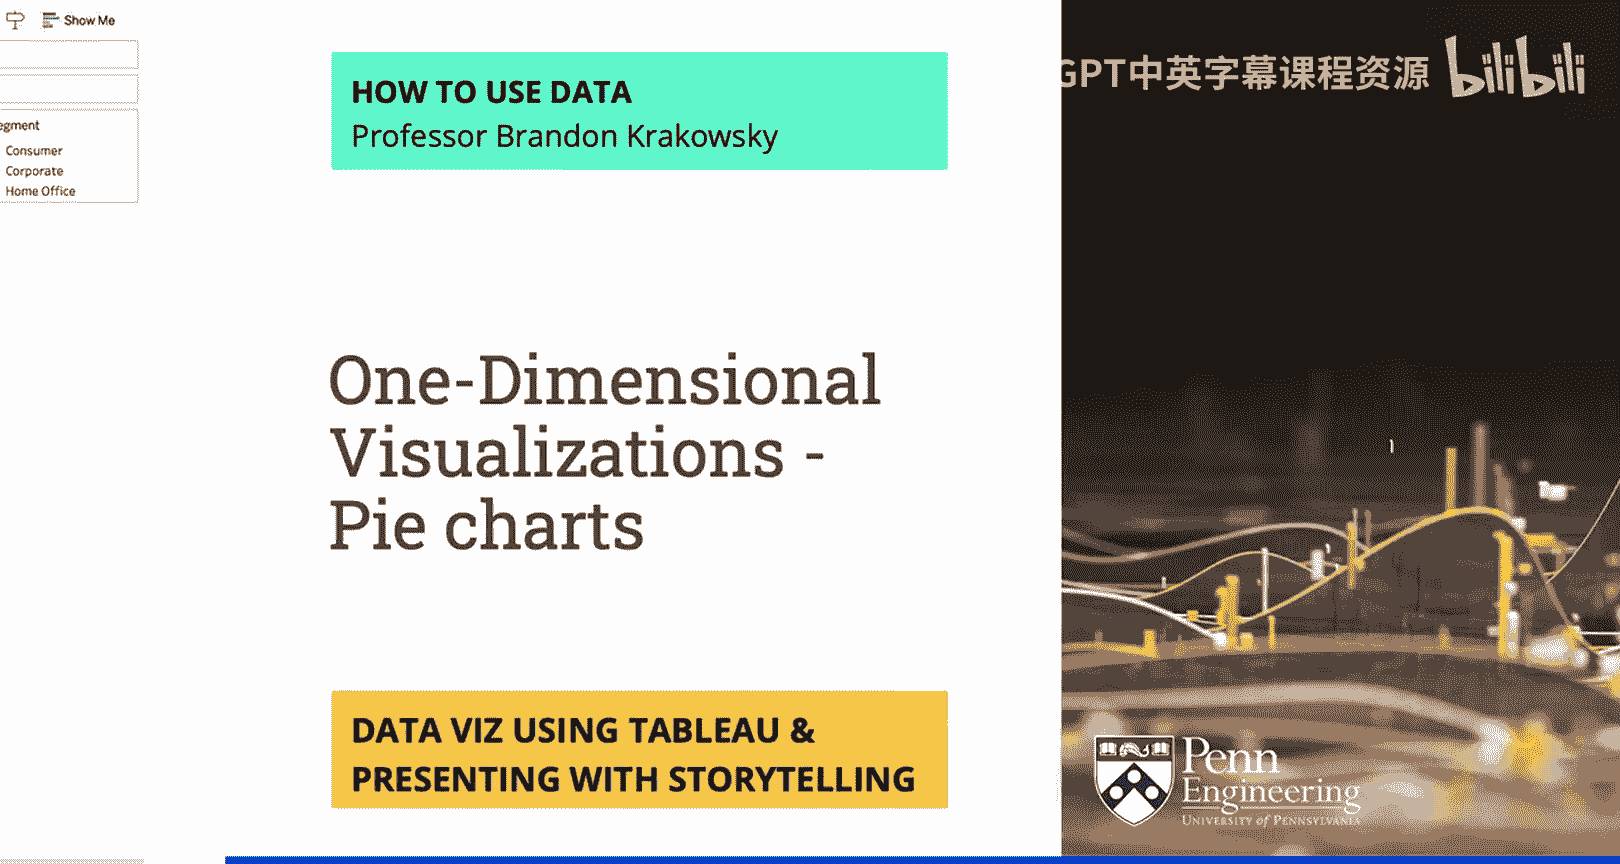 Show Me
egment
Consumer
Corporate
Home Office
HOW TO USE DATA
Professor Brandon Krakowsky
One-Dimensional
Visualizations -
Pie charts
DATA VIZ USING TABLEAU &
PRESENTING WITH STORYTELLING
GPT中英字幕课程资源 bilibili
Penn
Engineering
UNIVERSITY of PENNSYLVANIA